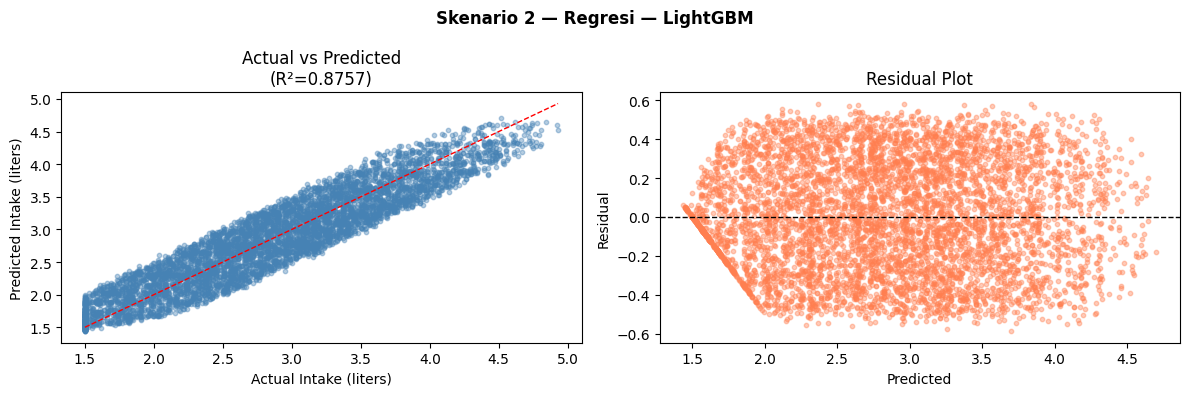 Skenario 2 — Regresi — LightGBM
Actual vs Predicted
(R²=0.8757)
5.0
4.5
4.0
3.5
3.0
2.5
2.0
1.5
Predicted Intake (liters)
1.5 2.0 2.5 3.0 3.5 4.0 4.5 5.0
Actual Intake (liters)
Residual Plot
0.6
0.4
0.2
0.0
−0.2
−0.4
−0.6
Residual
1.5 2.0 2.5 3.0 3.5 4.0 4.5
Predicted